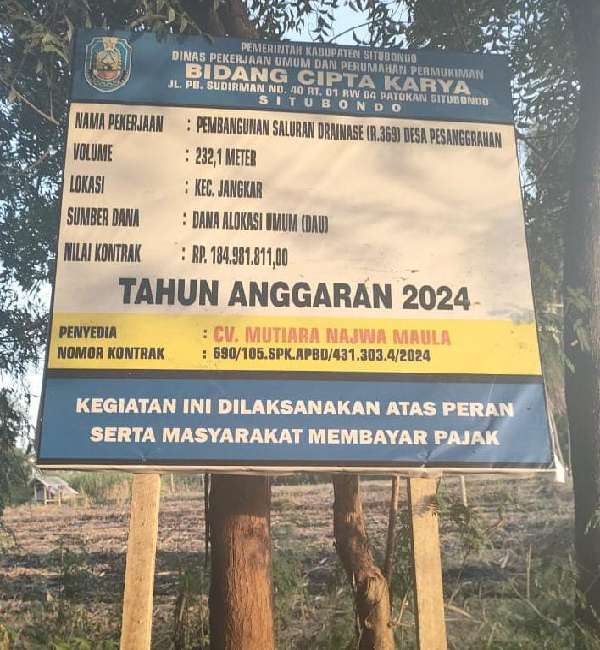 PEMERINTAH KABUPATEN SITUBONDO
DINAS PEKERJAAN UMUM DAN PERUMAHAN PERMUKIMAN
BIDANG CIPTA KARYA
JL. PB. SUDIRMAN NO. 40 RT. 01 RW 04 PATOKAN SITUBONDO
SITUBONDO
NAMA PEKERJAAN : PEMBANGUNAN SALURAN DRAINASE (R.369) DESA PESANGGRAHAN
VOLUME : 232,1 METER
LOKASI : KEC. JANGKAR
SUMBER DANA : DANA ALOKASI UMUM (DAU)
NILAI KONTRAK : RP. 184.981.811,00
TAHUN ANGGARAN 2024
PENYEDIA : CV. MUTIARA NAJWA MAULA
NOMOR KONTRAK : 690/105.SPK.APBD/431.303.4/2024
KEGIATAN INI DILAKSANAKAN ATAS PERAN
SERTA MASYARAKAT MEMBAYAR PAJAK